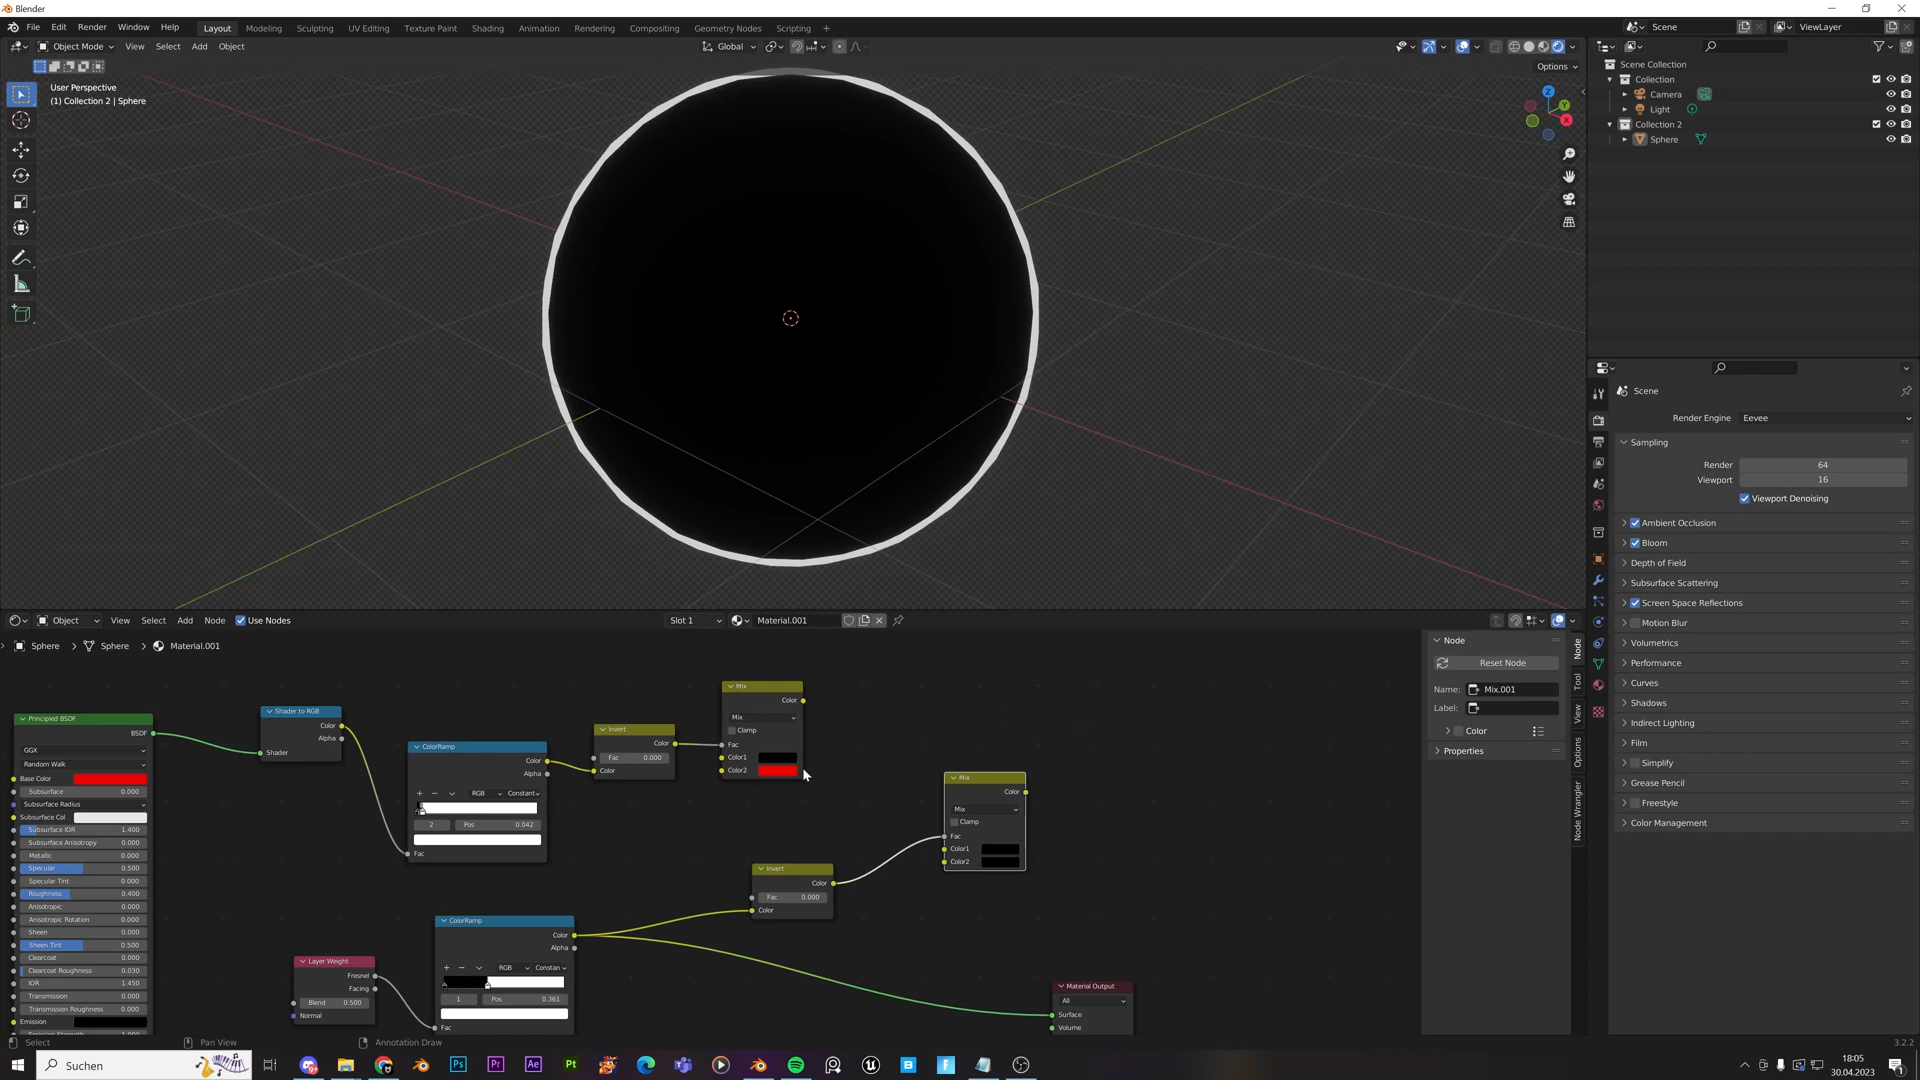 Blender
File Edit Render Window Help Layout Modeling Sculpting UV Editing Texture Paint Shading Animation Rendering Compositing Geometry Nodes Scripting + Scene ViewLayer
Object Mode View Select Add Object Global
Options
User Perspective
(1) Collection 2 | Sphere
Z
Y
X
Scene Collection
Collection
Camera
Light
Collection 2
Sphere
Scene
Render Engine Eevee
Sampling
Render 64
Viewport 16
Viewport Denoising
Ambient Occlusion
Bloom
Depth of Field
Subsurface Scattering
Screen Space Reflections
Motion Blur
Volumetrics
Performance
Curves
Shadows
Indirect Lighting
Film
Simplify
Grease Pencil
Freestyle
Color Management
Object View Select Add Node Use Nodes Slot 1 Material.001
Sphere > Sphere > Material.001
Principled BSDF
BSDF
GGX
Random Walk
Base Color
Subsurface 0.000
Subsurface Radius
Subsurface Col
Subsurface IOR 1.400
Subsurface Anisotropy 0.000
Metallic 0.000
Specular 0.500
Specular Tint 0.000
Roughness 0.400
Anisotropic 0.000
Anisotropic Rotation 0.000
Sheen 0.000
Sheen Tint 0.500
Clearcoat 0.000
Clearcoat Roughness 0.030
IOR 1.450
Transmission 0.000
Transmission Roughness 0.000
Emission
Shader to RGB
Color
Alpha
Shader
ColorRamp
Color
Alpha
+ − RGB Constant
2 Pos 0.042
Fac
Invert
Color
Fac 0.000
Color
Mix
Color
Mix
Clamp
Fac
Color1
Color2
Mix
Color
Mix
Clamp
Fac
Color1
Color2
Invert
Color
Fac 0.000
Color
Layer Weight
Fresnel
Facing
Blend 0.500
Normal
ColorRamp
Color
Alpha
+ − RGB Constan
1 Pos 0.361
Fac
Material Output
All
Surface
Volume
Node
Reset Node
Name: Mix.001
Label:
Color
Properties
Node
Tool
View
Options
Node Wrangler
Select Pan View Annotation Draw 3.2.2
Suchen Ps Pr Ae Pt
18:05
30.04.2023